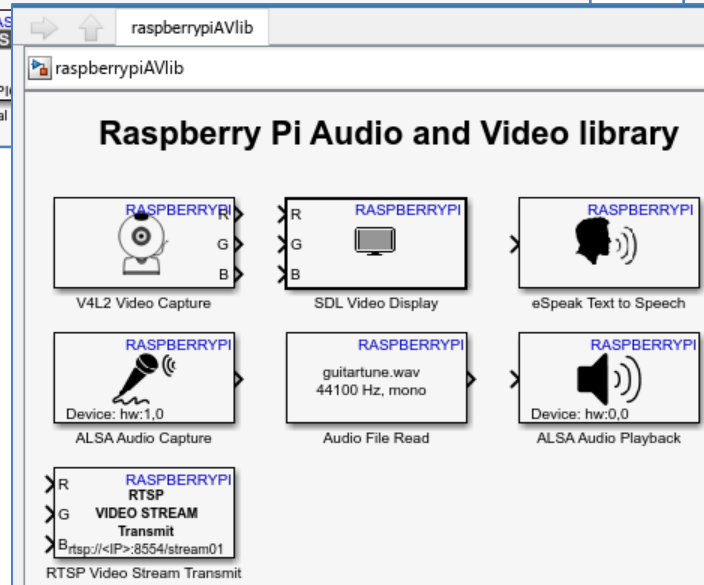 raspberrypiAVlib
raspberrypiAVlib
Raspberry Pi Audio and Video library
RASPBERRYPI
R
G
B
V4L2 Video Capture
RASPBERRYPI
R
G
B
SDL Video Display
RASPBERRYPI
eSpeak Text to Speech
RASPBERRYPI
Device: hw:1,0
ALSA Audio Capture
RASPBERRYPI
guitartune.wav
44100 Hz, mono
Audio File Read
RASPBERRYPI
Device: hw:0,0
ALSA Audio Playback
RASPBERRYPI
R
RTSP
G
VIDEO STREAM
Transmit
B
rtsp://<IP>:8554/stream01
RTSP Video Stream Transmit